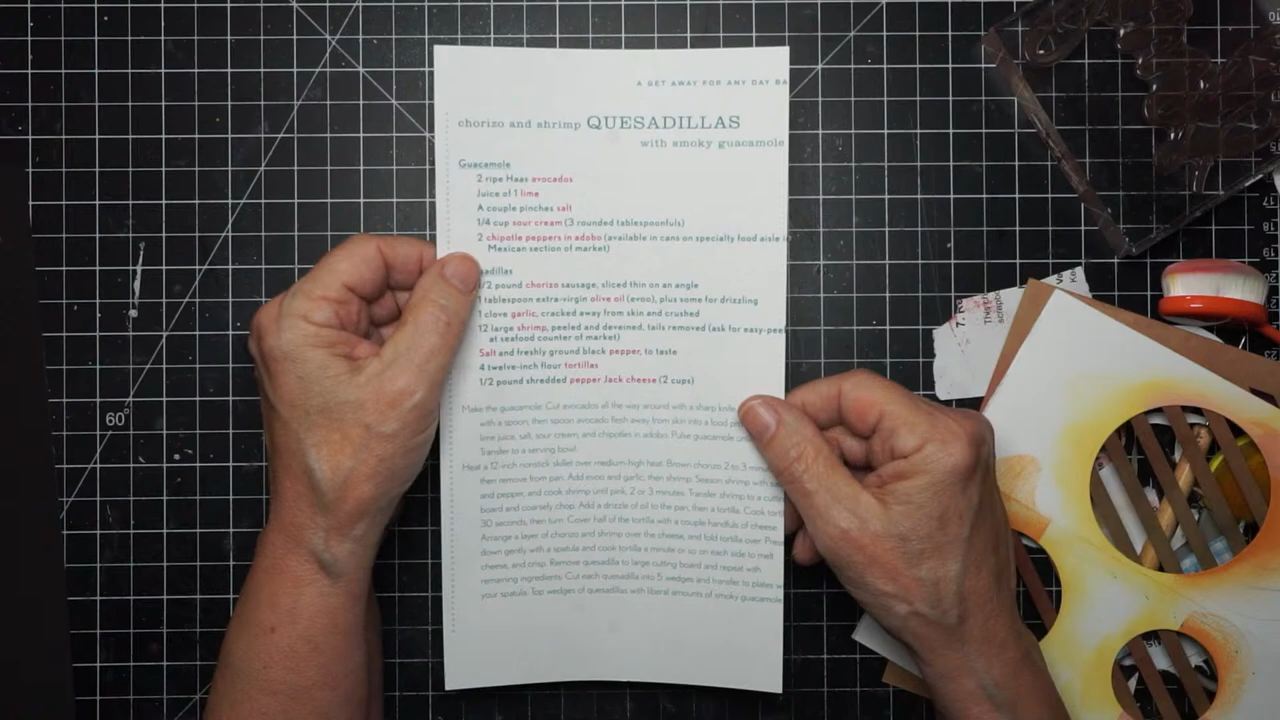 A GET AWAY FOR ANY DAY BA
chorizo and shrimp QUESADILLAS
with smoky guacamole
Guacamole
2 ripe Haas avocados
Juice of 1 lime
A couple pinches salt
1/4 cup sour cream (3 rounded tablespoonfuls)
2 chipotle peppers in adobo (available in cans on specialty food aisle in
Mexican section of market)
sadillas
1/2 pound chorizo sausage, sliced thin on an angle
1 tablespoon extra-virgin olive oil (evoo), plus some for drizzling
1 clove garlic, cracked away from skin and crushed
12 large shrimp, peeled and deveined, tails removed (ask for easy-peel
at seafood counter of market)
Salt and freshly ground black pepper, to taste
4 twelve-inch flour tortillas
1/2 pound shredded pepper Jack cheese (2 cups)
Make the guacamole: Cut avocados all the way around with a sharp knife
with a spoon, then spoon avocado flesh away from skin into a food
lime juice, salt, sour cream, and chipotles in adobo. Pulse guacamole
Transfer to a serving bowl.
Heat a 12-inch nonstick skillet over medium-high heat. Brown chorizo 2 to 3
then remove from pan. Add evoo and garlic, then shrimp. Season shrimp with
and pepper, and cook shrimp until pink, 2 or 3 minutes. Transfer shrimp to a
board and coarsely chop. Add a drizzle of oil to the pan, then a tortilla. Cook
30 seconds, then turn. Cover half of the tortilla with a couple handfuls of cheese.
Arrange a layer of chorizo and shrimp over the cheese, and fold tortilla over. Press
down gently with a spatula and cook tortilla a minute or so on each side to melt
cheese, and crisp. Remove quesadilla to large cutting board and repeat with
remaining ingredients. Cut each quesadilla into 5 wedges and transfer to plates
your spatula. Top wedges of quesadillas with liberal amounts of smoky guacamole.
60°
15
17
18
19